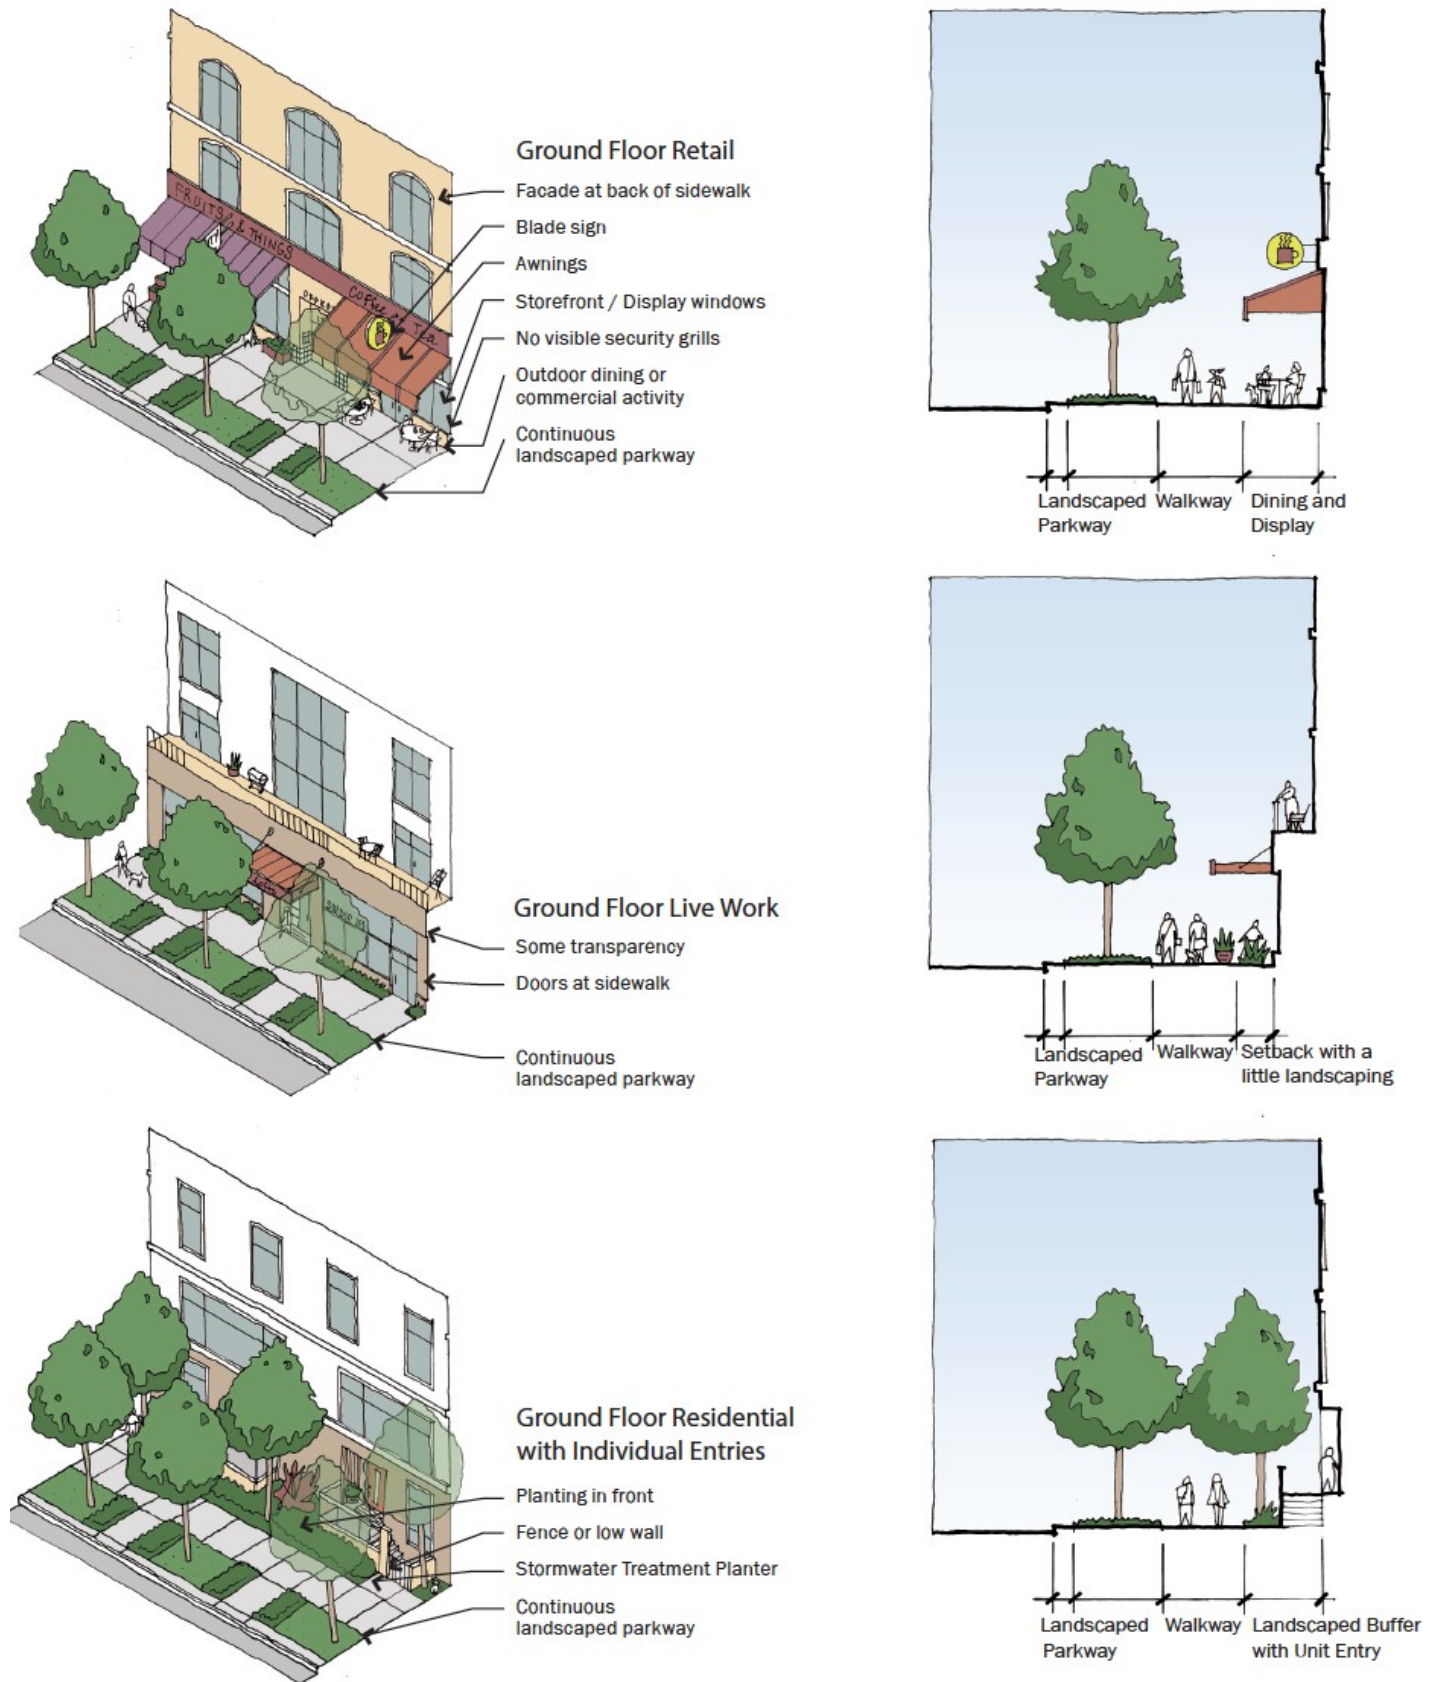 Ground Floor Retail
Facade at back of sidewalk
Blade sign
Awnings
Storefront / Display windows
No visible security grills
Outdoor dining or
commercial activity
Continuous
landscaped parkway
FRUITS & THINGS
Coffee Tea
Landscaped
Parkway
Walkway
Dining and
Display
Ground Floor Live Work
Some transparency
Doors at sidewalk
Continuous
landscaped parkway
Landscaped
Parkway
Walkway
Setback with a
little landscaping
Ground Floor Residential
with Individual Entries
Planting in front
Fence or low wall
Stormwater Treatment Planter
Continuous
landscaped parkway
Landscaped
Parkway
Walkway
Landscaped Buffer
with Unit Entry